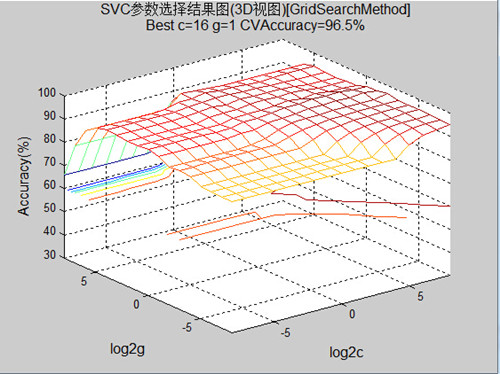 SVC参数选择结果图(3D视图)[GridSearchMethod]
Best c=16 g=1 CVAccuracy=96.5%
100
90
80
70
60
50
40
30
Accuracy(%)
5
0
-5
log2g
-5
0
5
log2c